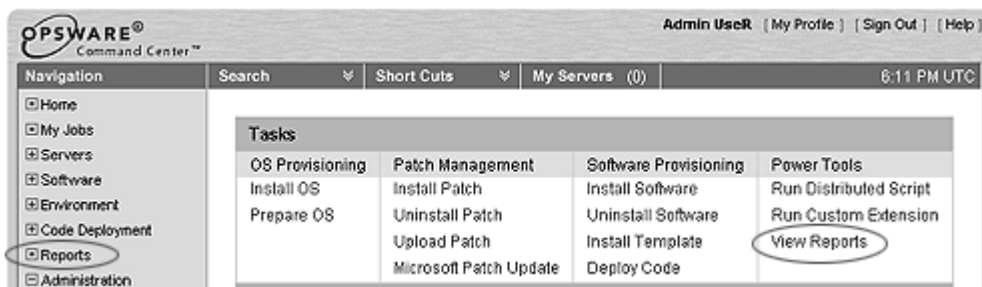 OPSWARE®
Command Center™
Admin UseR [ My Profile ] [ Sign Out ] [ Help ]
Navigation
Search
Short Cuts
My Servers (0)
6:11 PM UTC
Home
My Jobs
Servers
Software
Environment
Code Deployment
Reports
Administration
Tasks
OS Provisioning
Install OS
Prepare OS
Patch Management
Install Patch
Uninstall Patch
Upload Patch
Microsoft Patch Update
Software Provisioning
Install Software
Uninstall Software
Install Template
Deploy Code
Power Tools
Run Distributed Script
Run Custom Extension
View Reports